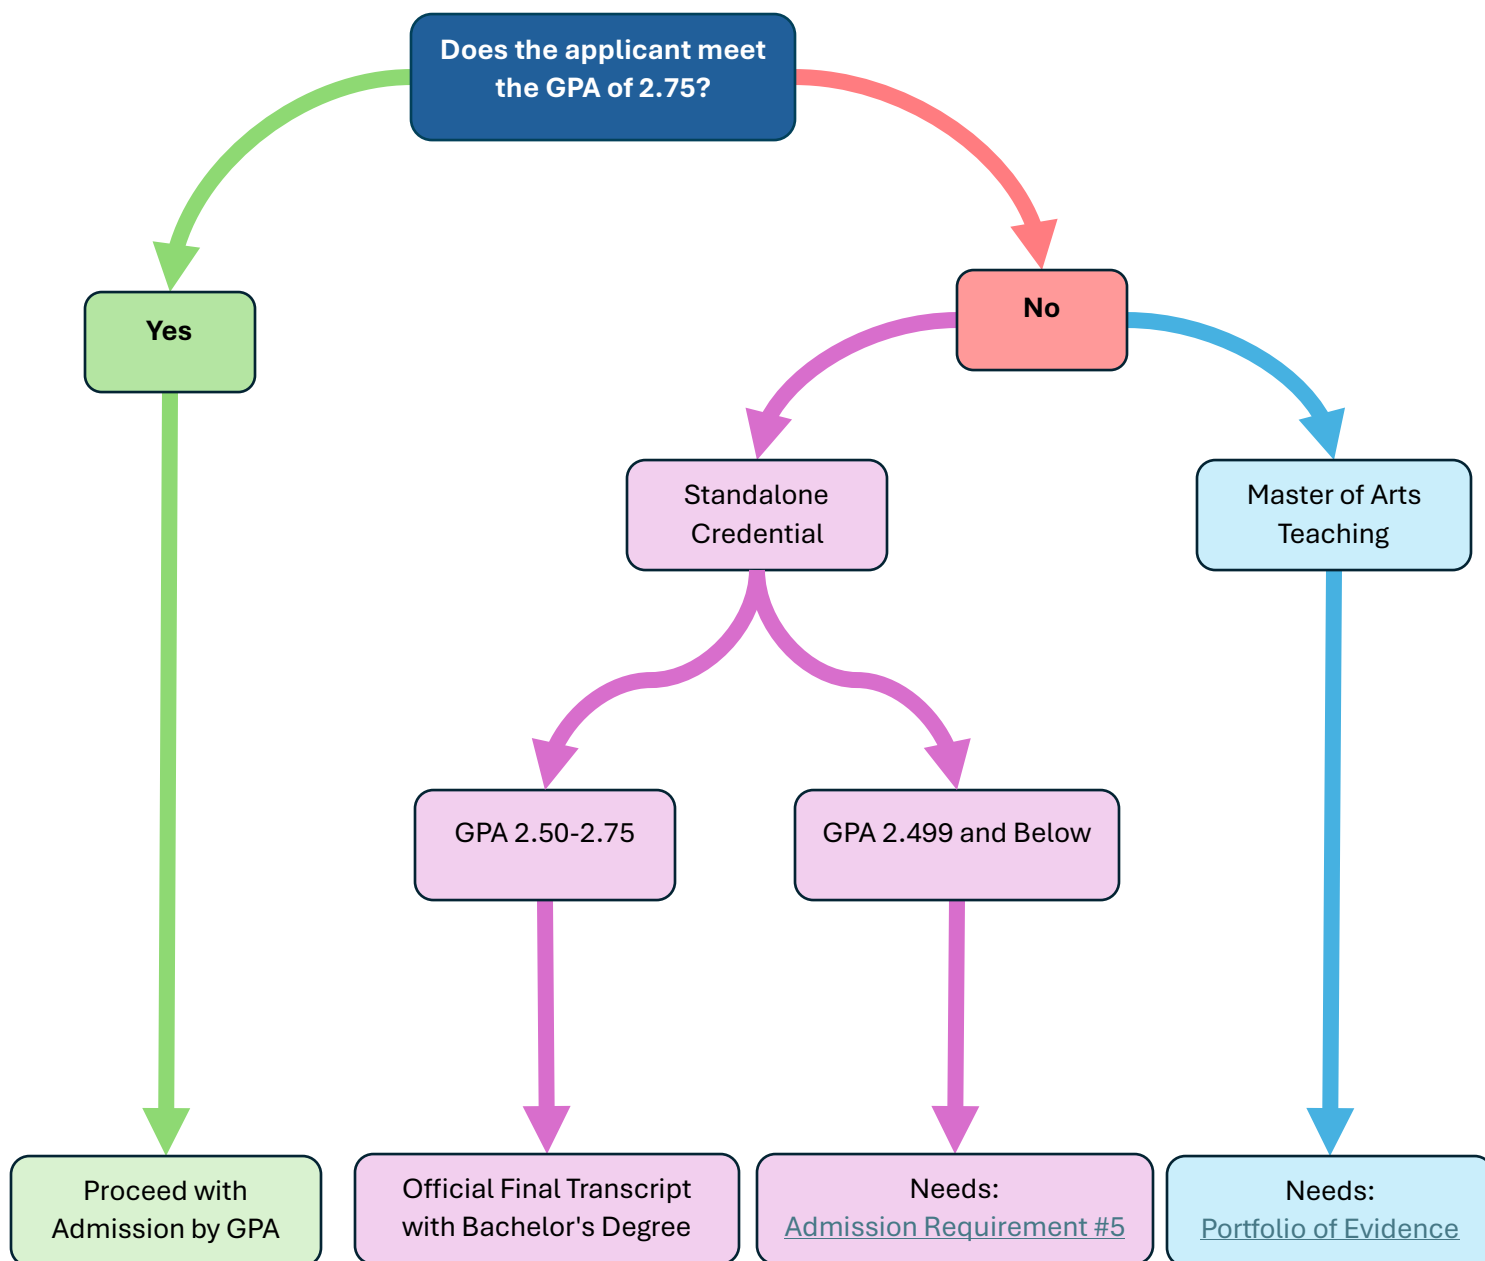 Does the applicant meet
the GPA of 2.75?
Yes
No
Standalone
Credential
Master of Arts
Teaching
GPA 2.50-2.75
GPA 2.499 and Below
Proceed with
Admission by GPA
Official Final Transcript
with Bachelor's Degree
Needs:
Admission Requirement #5
Needs:
Portfolio of Evidence